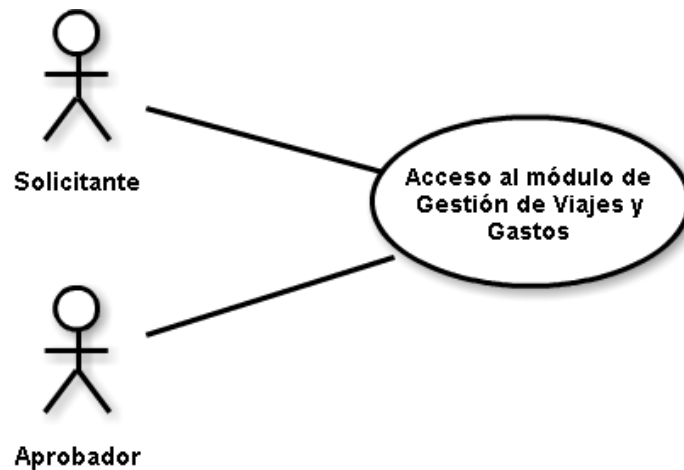 Solicitante
Acceso al módulo de
Gestión de Viajes y
Gastos
Aprobador